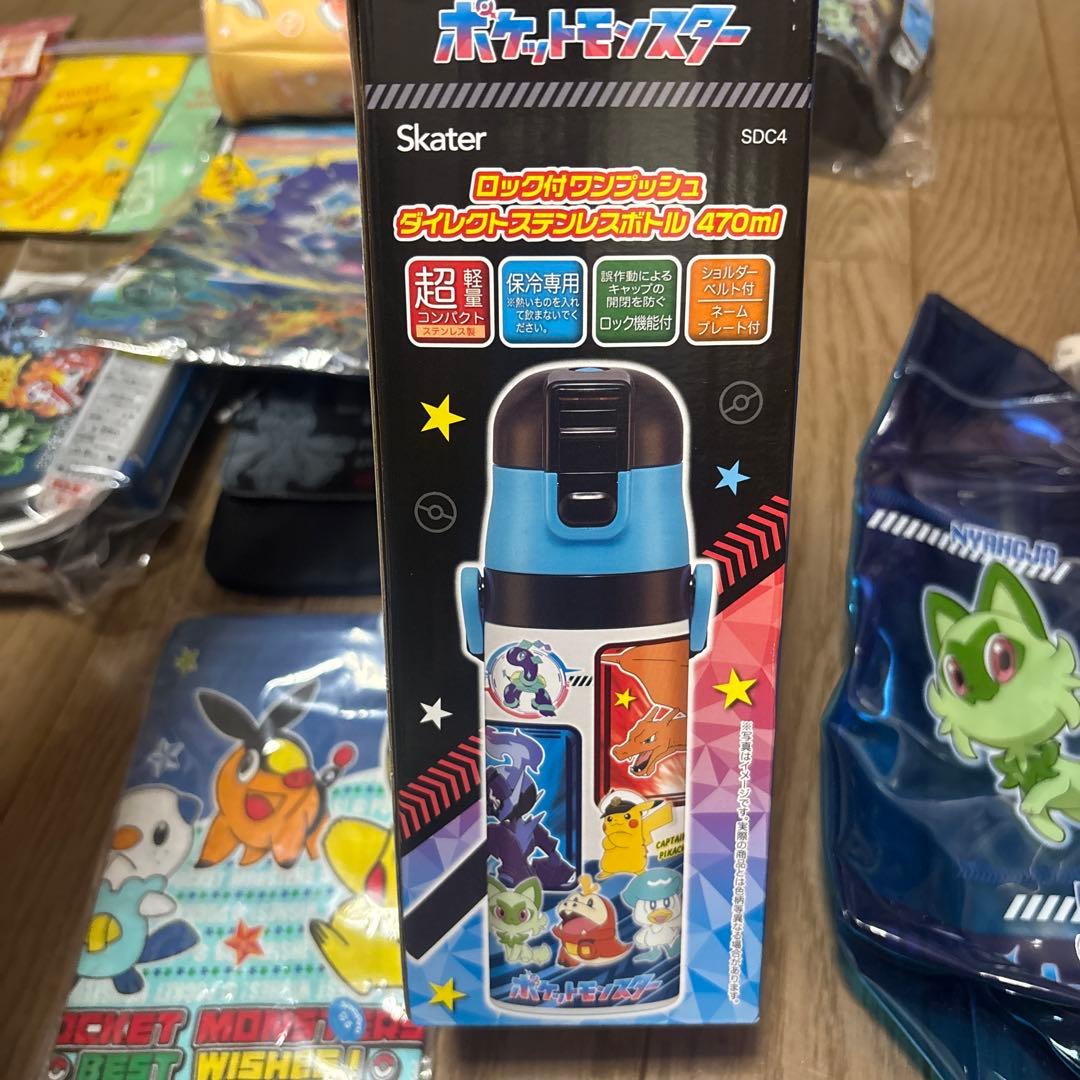 ポケットモンスター
Skater
SDC4
ロック付ワンプッシュ
ダイレクトステンレスボトル 470ml
超軽量
コンパクト
ステンレス製
保冷専用
※熱いものを入れ
て飲まないでく
ださい。
誤作動による
キャップの
開閉を防ぐ
ロック機能付
ショルダー
ベルト付
ネーム
プレート付
CAPTAIN
PIKACHU
ポケットモンスター
※写真はイメージです。実際の商品とは色柄等異なる場合があります。
NYAHOJA
POCKET MONSTERS
BEST WISHES!